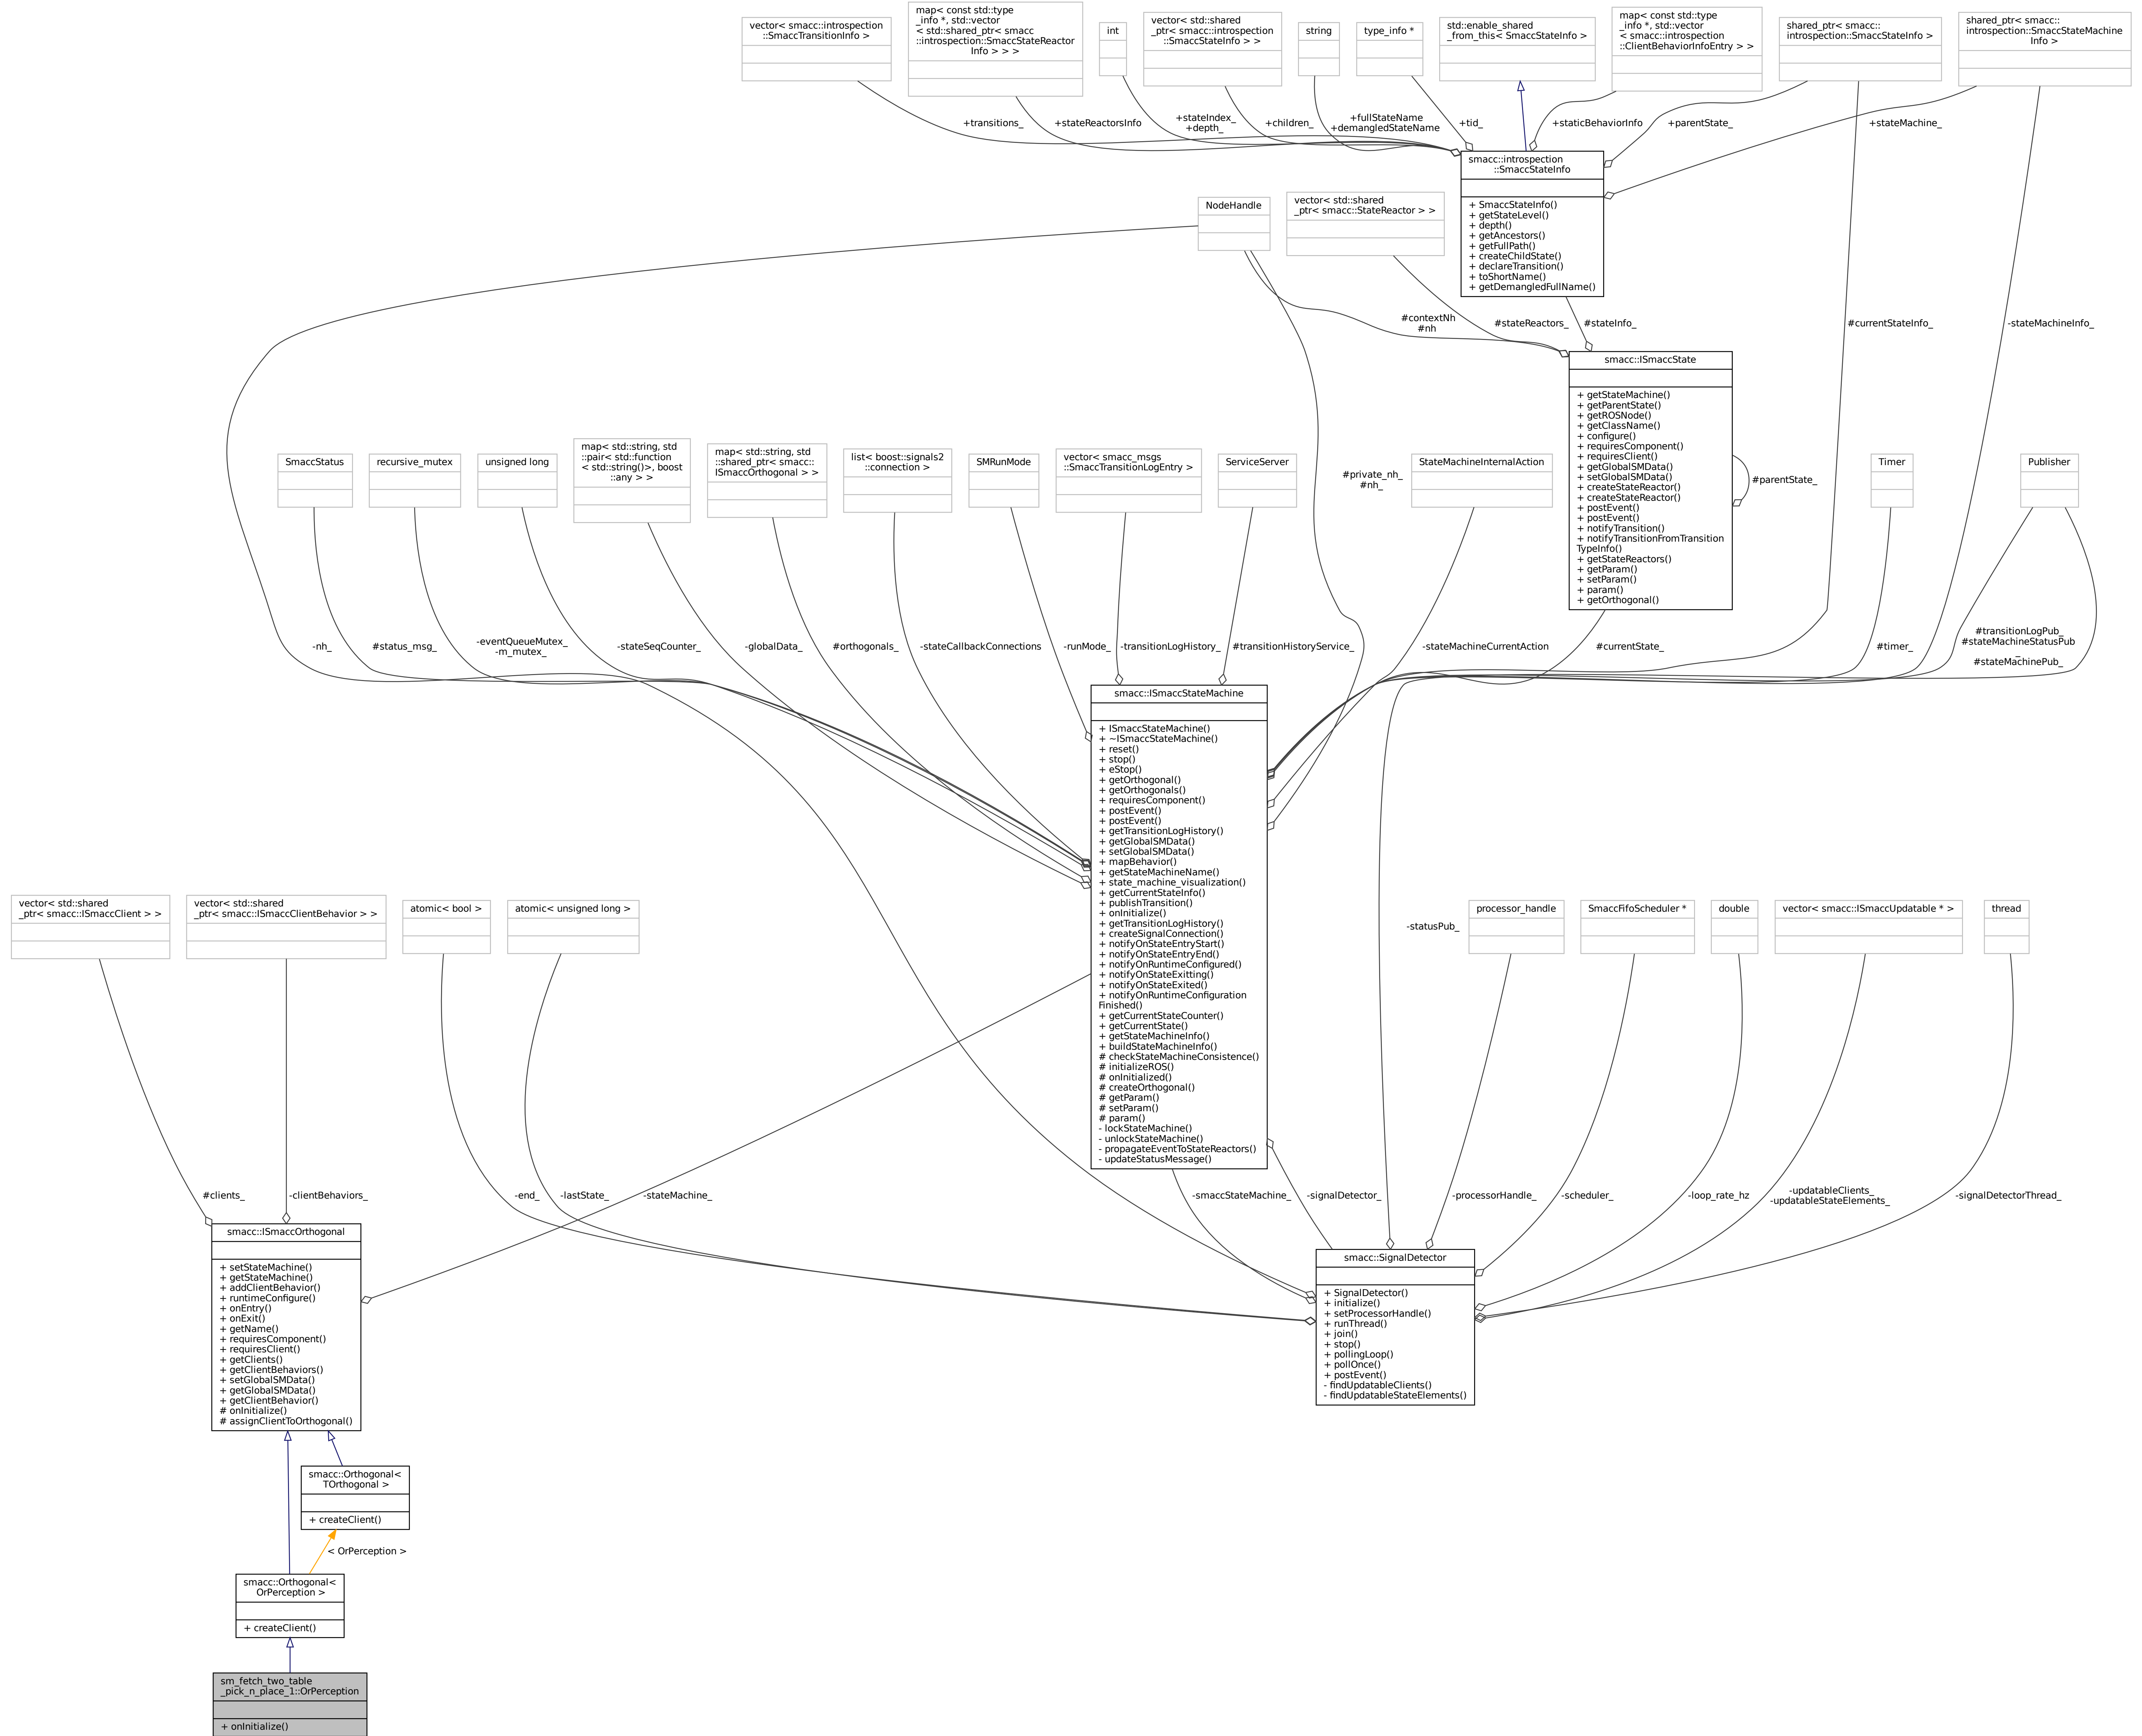 vector< smacc::introspection
::SmaccTransitionInfo >
map< const std::type
_info *, std::vector
< std::shared_ptr< smacc
::introspection::SmaccStateReactor
Info > > >
int
vector< std::shared
_ptr< smacc::introspection
::SmaccStateInfo > >
string
type_info *
std::enable_shared
_from_this< SmaccStateInfo >
map< const std::type
_info *, std::vector
< smacc::introspection
::ClientBehaviorInfoEntry > >
shared_ptr< smacc::
introspection::SmaccStateInfo >
shared_ptr< smacc::
introspection::SmaccStateMachine
Info >
+transitions_
+stateReactorsInfo
+stateIndex_
+depth_
+children_
+fullStateName
+demangledStateName
+tid_
+staticBehaviorInfo
+parentState_
+stateMachine_
smacc::introspection
::SmaccStateInfo
+ SmaccStateInfo()
+ getStateLevel()
+ depth()
+ getAncestors()
+ getFullPath()
+ createChildState()
+ declareTransition()
+ toShortName()
+ getDemangledFullName()
NodeHandle
vector< std::shared
_ptr< smacc::StateReactor > >
#contextNh
#nh
#stateReactors_
#stateInfo_
#currentStateInfo_
-stateMachineInfo_
smacc::ISmaccState
+ getStateMachine()
+ getParentState()
+ getROSNode()
+ getClassName()
+ configure()
+ requiresComponent()
+ requiresClient()
+ getGlobalSMData()
+ setGlobalSMData()
+ createStateReactor()
+ createStateReactor()
+ postEvent()
+ postEvent()
+ notifyTransition()
+ notifyTransitionFromTransition
TypeInfo()
+ getStateReactors()
+ getParam()
+ setParam()
+ param()
+ getOrthogonal()
#parentState_
SmaccStatus
recursive_mutex
unsigned long
map< std::string, std
::pair< std::function
< std::string()>, boost
::any > >
map< std::string, std
::shared_ptr< smacc::
ISmaccOrthogonal > >
list< boost::signals2
::connection >
SMRunMode
vector< smacc_msgs
::SmaccTransitionLogEntry >
ServiceServer
#private_nh_
#nh_
StateMachineInternalAction
Timer
Publisher
-nh_
#status_msg_
-eventQueueMutex_
-m_mutex_
-stateSeqCounter_
-globalData_
#orthogonals_
-stateCallbackConnections
-runMode_
-transitionLogHistory_
#transitionHistoryService_
-stateMachineCurrentAction
#currentState_
#timer_
#transitionLogPub_
#stateMachineStatusPub
_
#stateMachinePub_
smacc::ISmaccStateMachine
+ ISmaccStateMachine()
+ ~ISmaccStateMachine()
+ reset()
+ stop()
+ eStop()
+ getOrthogonal()
+ getOrthogonals()
+ requiresComponent()
+ postEvent()
+ postEvent()
+ getTransitionLogHistory()
+ getGlobalSMData()
+ setGlobalSMData()
+ mapBehavior()
+ getStateMachineName()
+ state_machine_visualization()
+ getCurrentStateInfo()
+ publishTransition()
+ onInitialize()
+ getTransitionLogHistory()
+ createSignalConnection()
+ notifyOnStateEntryStart()
+ notifyOnStateEntryEnd()
+ notifyOnRuntimeConfigured()
+ notifyOnStateExitting()
+ notifyOnStateExited()
+ notifyOnRuntimeConfiguration
Finished()
+ getCurrentStateCounter()
+ getCurrentState()
+ getStateMachineInfo()
+ buildStateMachineInfo()
# checkStateMachineConsistence()
# initializeROS()
# onInitialized()
# createOrthogonal()
# getParam()
# setParam()
# param()
- lockStateMachine()
- unlockStateMachine()
- propagateEventToStateReactors()
- updateStatusMessage()
vector< std::shared
_ptr< smacc::ISmaccClient > >
vector< std::shared
_ptr< smacc::ISmaccClientBehavior > >
atomic< bool >
atomic< unsigned long >
-statusPub_
processor_handle
SmaccFifoScheduler *
double
vector< smacc::ISmaccUpdatable * >
thread
#clients_
-clientBehaviors_
-end_
-lastState_
-stateMachine_
-smaccStateMachine_
-signalDetector_
-processorHandle_
-scheduler_
-loop_rate_hz
-updatableClients_
-updatableStateElements_
-signalDetectorThread_
smacc::ISmaccOrthogonal
+ setStateMachine()
+ getStateMachine()
+ addClientBehavior()
+ runtimeConfigure()
+ onEntry()
+ onExit()
+ getName()
+ requiresComponent()
+ requiresClient()
+ getClients()
+ getClientBehaviors()
+ setGlobalSMData()
+ getGlobalSMData()
+ getClientBehavior()
# onInitialize()
# assignClientToOrthogonal()
smacc::SignalDetector
+ SignalDetector()
+ initialize()
+ setProcessorHandle()
+ runThread()
+ join()
+ stop()
+ pollingLoop()
+ pollOnce()
+ postEvent()
- findUpdatableClients()
- findUpdatableStateElements()
smacc::Orthogonal<
TOrthogonal >
+ createClient()
< OrPerception >
smacc::Orthogonal<
OrPerception >
+ createClient()
sm_fetch_two_table
_pick_n_place_1::OrPerception
+ onInitialize()